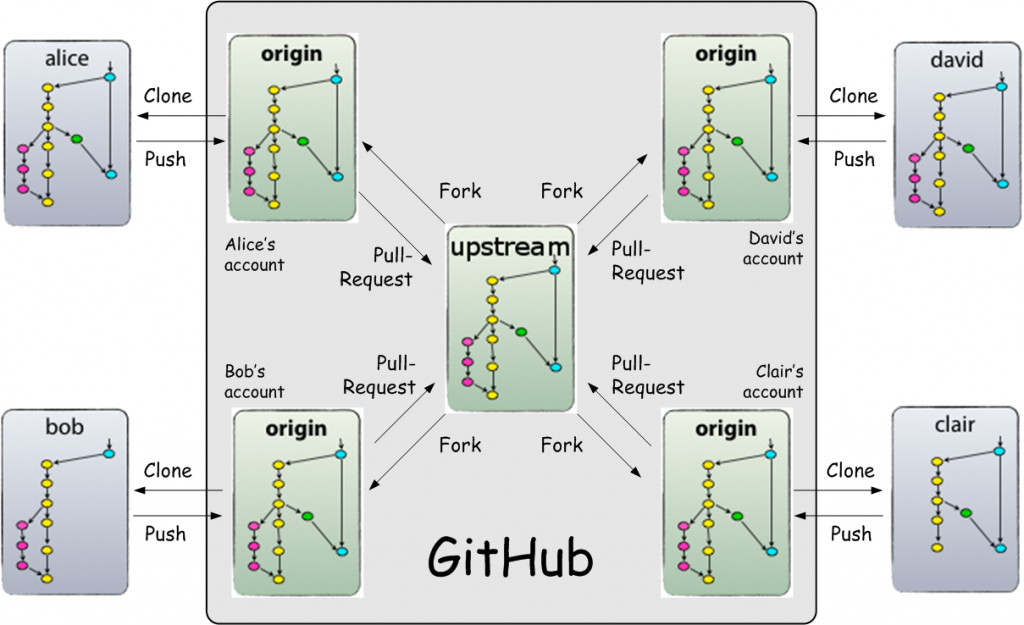 alice
origin
origin
david
Clone
Push
Clone
Push
Fork
Fork
Alice's
account
Pull-
Request
upstream
Pull-
Request
David's
account
Bob's
account
Pull-
Request
Pull-
Request
Clair's
account
bob
origin
Fork
Fork
origin
clair
Clone
Push
Clone
Push
GitHub